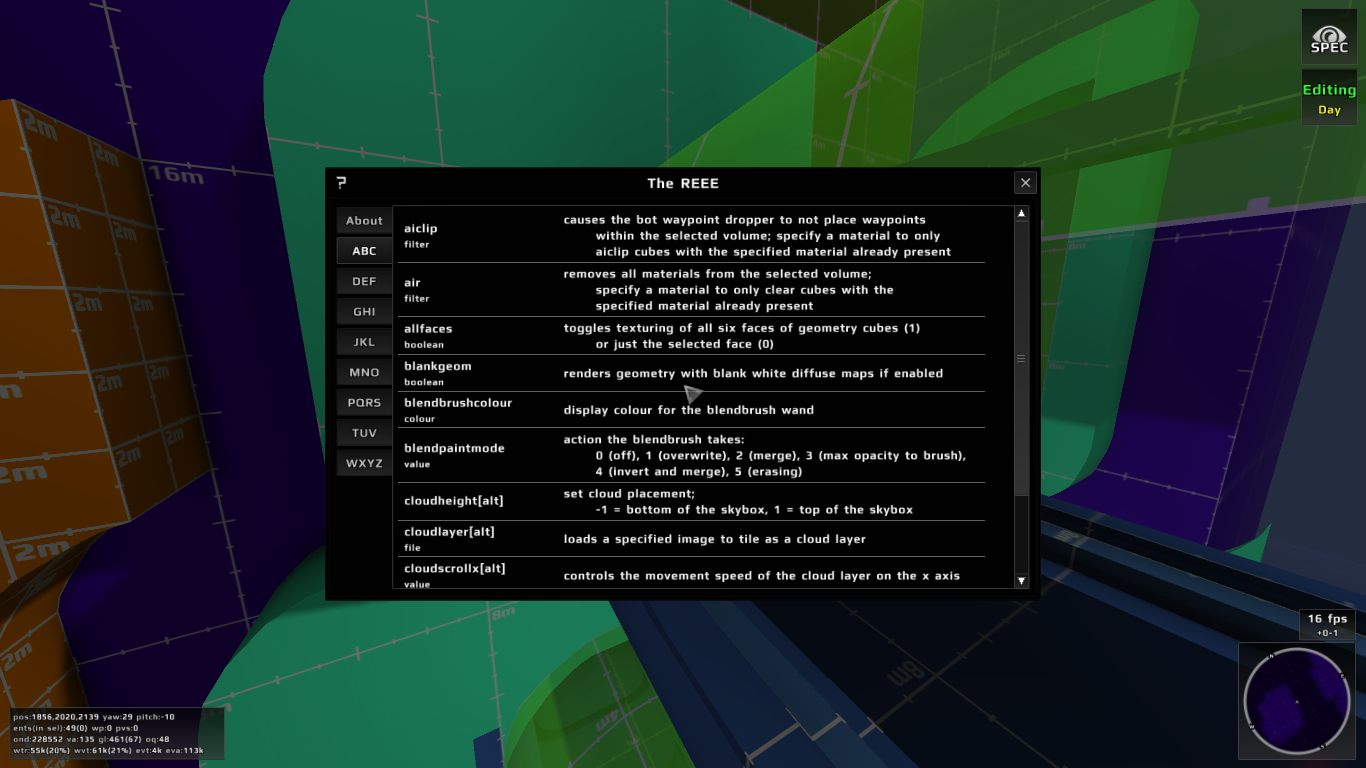 2m
2m
16m
2m
2m
2m
2m
2m
2m
2m
2m
8m
8m
SPEC
Editing
Day
?
The REEE
About
ABC
DEF
GHI
JKL
MNO
PQRS
TUV
WXYZ
aiclip
filter
causes the bot waypoint dropper to not place waypoints
within the selected volume; specify a material to only
aiclip cubes with the specified material already present
air
filter
removes all materials from the selected volume;
specify a material to only clear cubes with the
specified material already present
allfaces
boolean
toggles texturing of all six faces of geometry cubes (1)
or just the selected face (0)
blankgeom
boolean
renders geometry with blank white diffuse maps if enabled
blendbrushcolour
colour
display colour for the blendbrush wand
blendpaintmode
value
action the blendbrush takes:
0 (off), 1 (overwrite), 2 (merge), 3 (max opacity to brush),
4 (invert and merge), 5 (erasing)
cloudheight[alt]
set cloud placement;
-1 = bottom of the skybox, 1 = top of the skybox
cloudlayer[alt]
file
loads a specified image to tile as a cloud layer
cloudscrollx[alt]
value
controls the movement speed of the cloud layer on the x axis
16 fps
+0-1
pos:1856,2020,2139 yaw:29 pitch:-10
ents(in sel):49(0) wp:0 pvs:0
ond:228552 va:135 gl:461(67) oq:48
wtr:55k(20%) wvt:61k(21%) evt:4k eva:113k